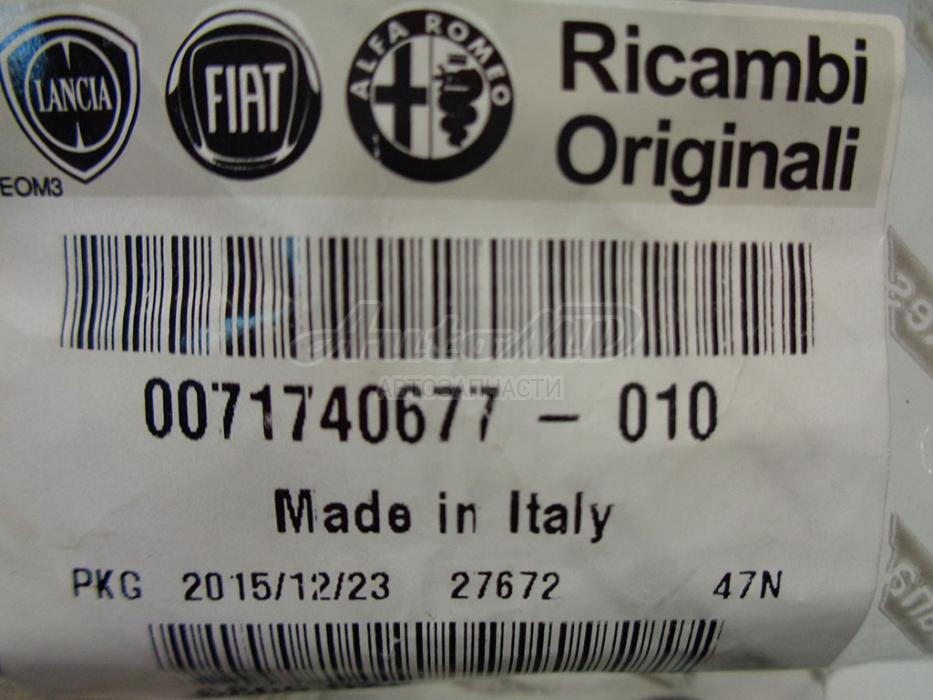 LANCIA FIAT ALFA ROMEO Ricambi
Originali
EOM3
AutoMTD
АВТОЗАПЧАСТИ
0071740677 - 010
Made in Italy
PKG 2015/12/23 27672 47N